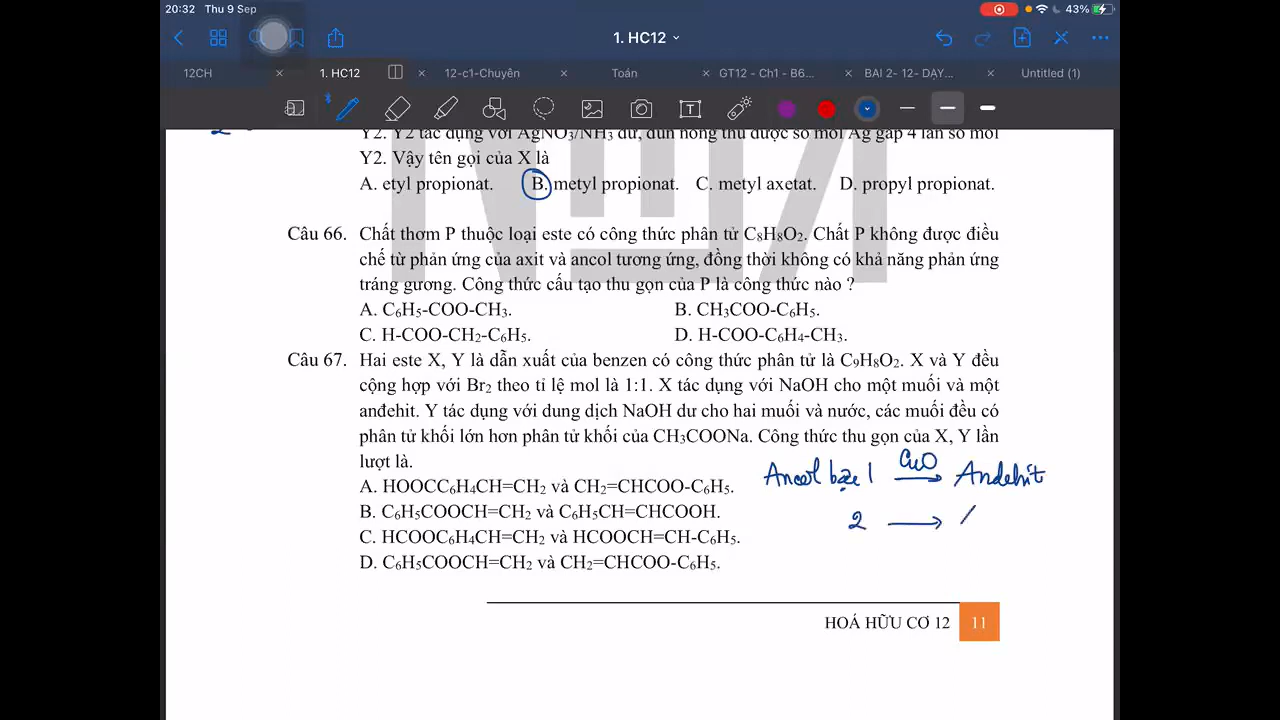 20:32 Thu 9 Sep
43%
1. HC12
12CH
1. HC12
12-c1-Chuyên
Toán
GT12 - Ch1 - B6...
BAI 2- 12- DẠY...
Untitled (1)
Y2. Y2 tác dụng với AgNO3/NH3 dư, đun nóng thu được số mol Ag gấp 4 lần số mol
Y2. Vậy tên gọi của X là
A. etyl propionat. B. metyl propionat. C. metyl axetat. D. propyl propionat.
Câu 66. Chất thơm P thuộc loại este có công thức phân tử C8H8O2. Chất P không được điều
chế từ phản ứng của axit và ancol tương ứng, đồng thời không có khả năng phản ứng
tráng gương. Công thức cấu tạo thu gọn của P là công thức nào ?
A. C6H5-COO-CH3. B. CH3COO-C6H5.
C. H-COO-CH2-C6H5. D. H-COO-C6H4-CH3.
Câu 67. Hai este X, Y là dẫn xuất của benzen có công thức phân tử là C9H8O2. X và Y đều
cộng hợp với Br2 theo tỉ lệ mol là 1:1. X tác dụng với NaOH cho một muối và một
anđehit. Y tác dụng với dung dịch NaOH dư cho hai muối và nước, các muối đều có
phân tử khối lớn hơn phân tử khối của CH3COONa. Công thức thu gọn của X, Y lần
lượt là.
Ancol bậc 1 CuO → Andehit
A. HOOCC6H4CH=CH2 và CH2=CHCOO-C6H5.
B. C6H5COOCH=CH2 và C6H5CH=CHCOOH.
2 →
C. HCOOC6H4CH=CH2 và HCOOCH=CH-C6H5.
D. C6H5COOCH=CH2 và CH2=CHCOO-C6H5.
HOÁ HỮU CƠ 12 11